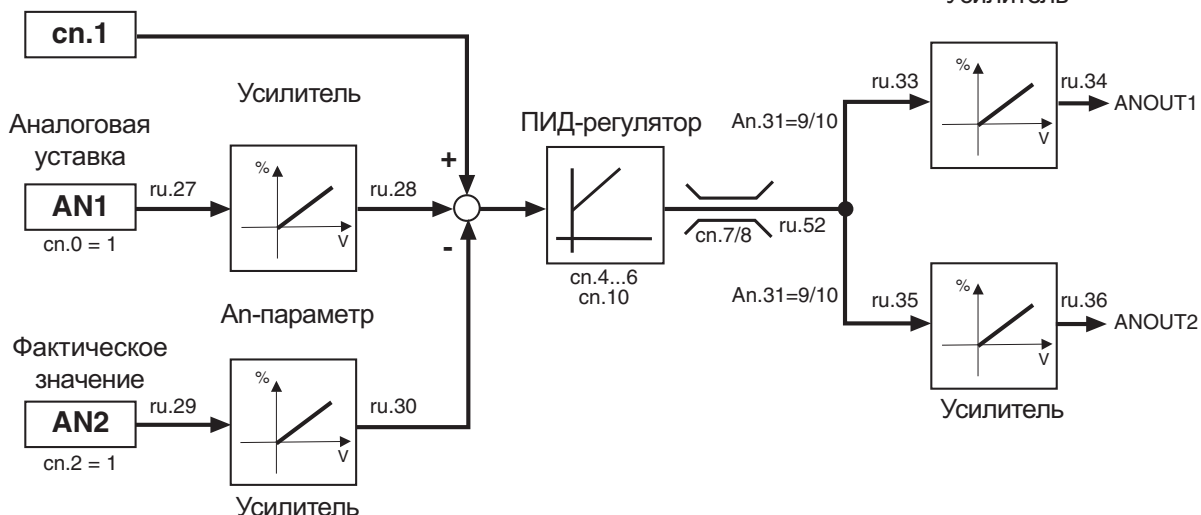 Усилитель
cn.1
Усилитель
Аналоговая
уставка
AN1
cn.0 = 1
ru.27
%
V
ru.28
+
-
An-параметр
Фактическое
значение
AN2
cn.2 = 1
ru.29
%
V
ru.30
Усилитель
ПИД-регулятор
cn.4...6
cn.10
cn.7/8
ru.52
An.31=9/10
ru.33
%
V
ru.34
ANOUT1
An.31=9/10
ru.35
%
V
ru.36
ANOUT2
Усилитель